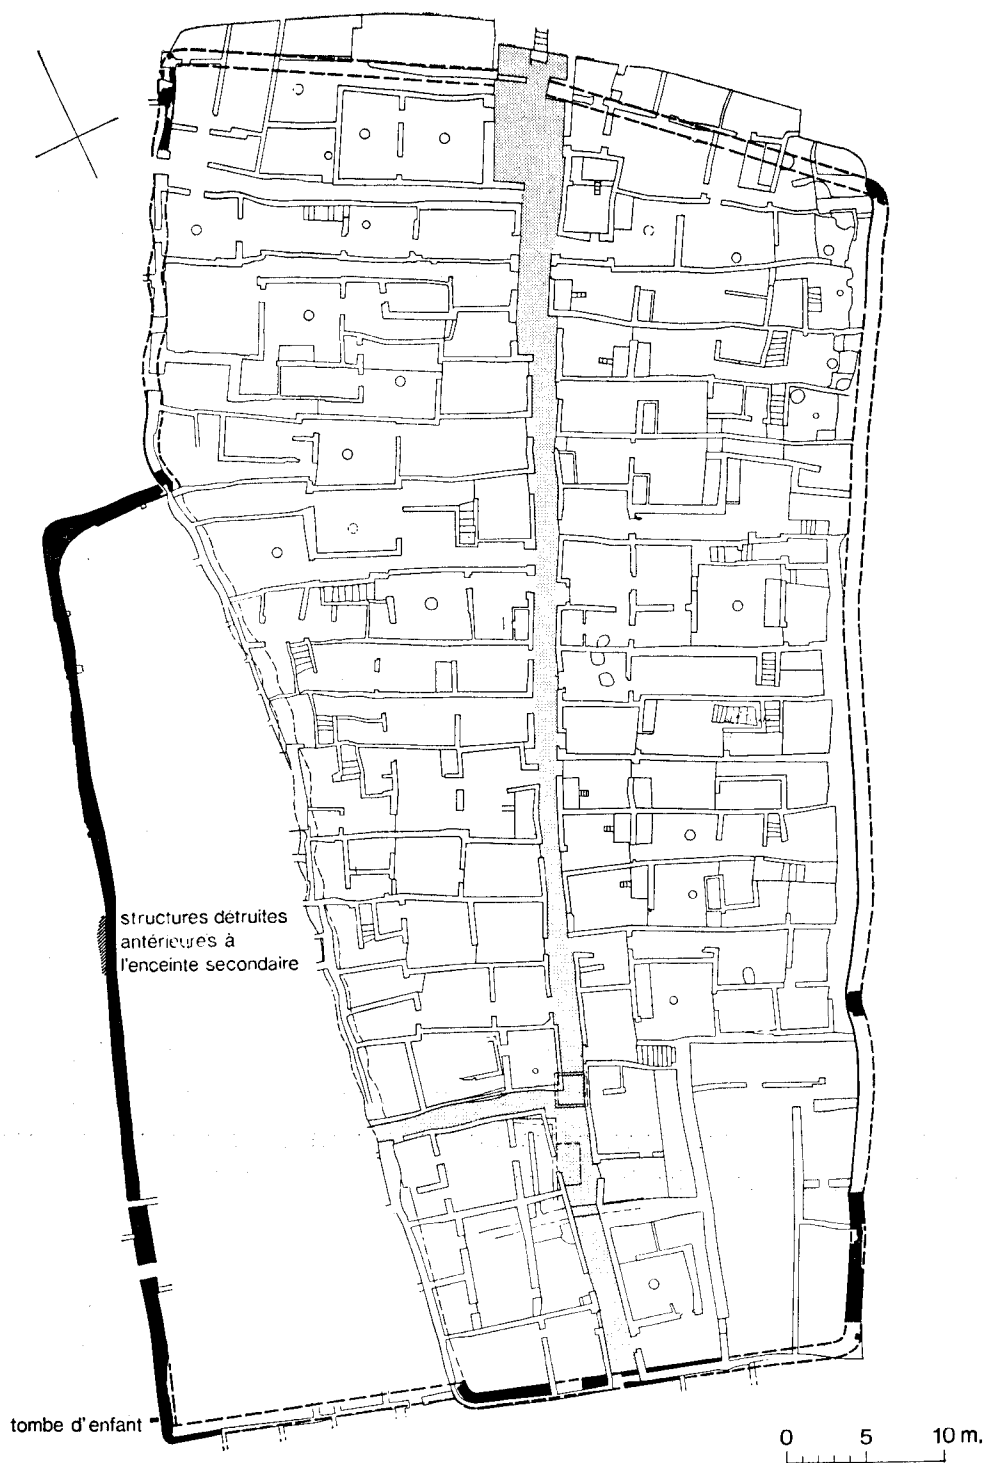 structures détruites
antérieures à
l'enceinte secondaire
tombe d'enfant
0 5 10 m.